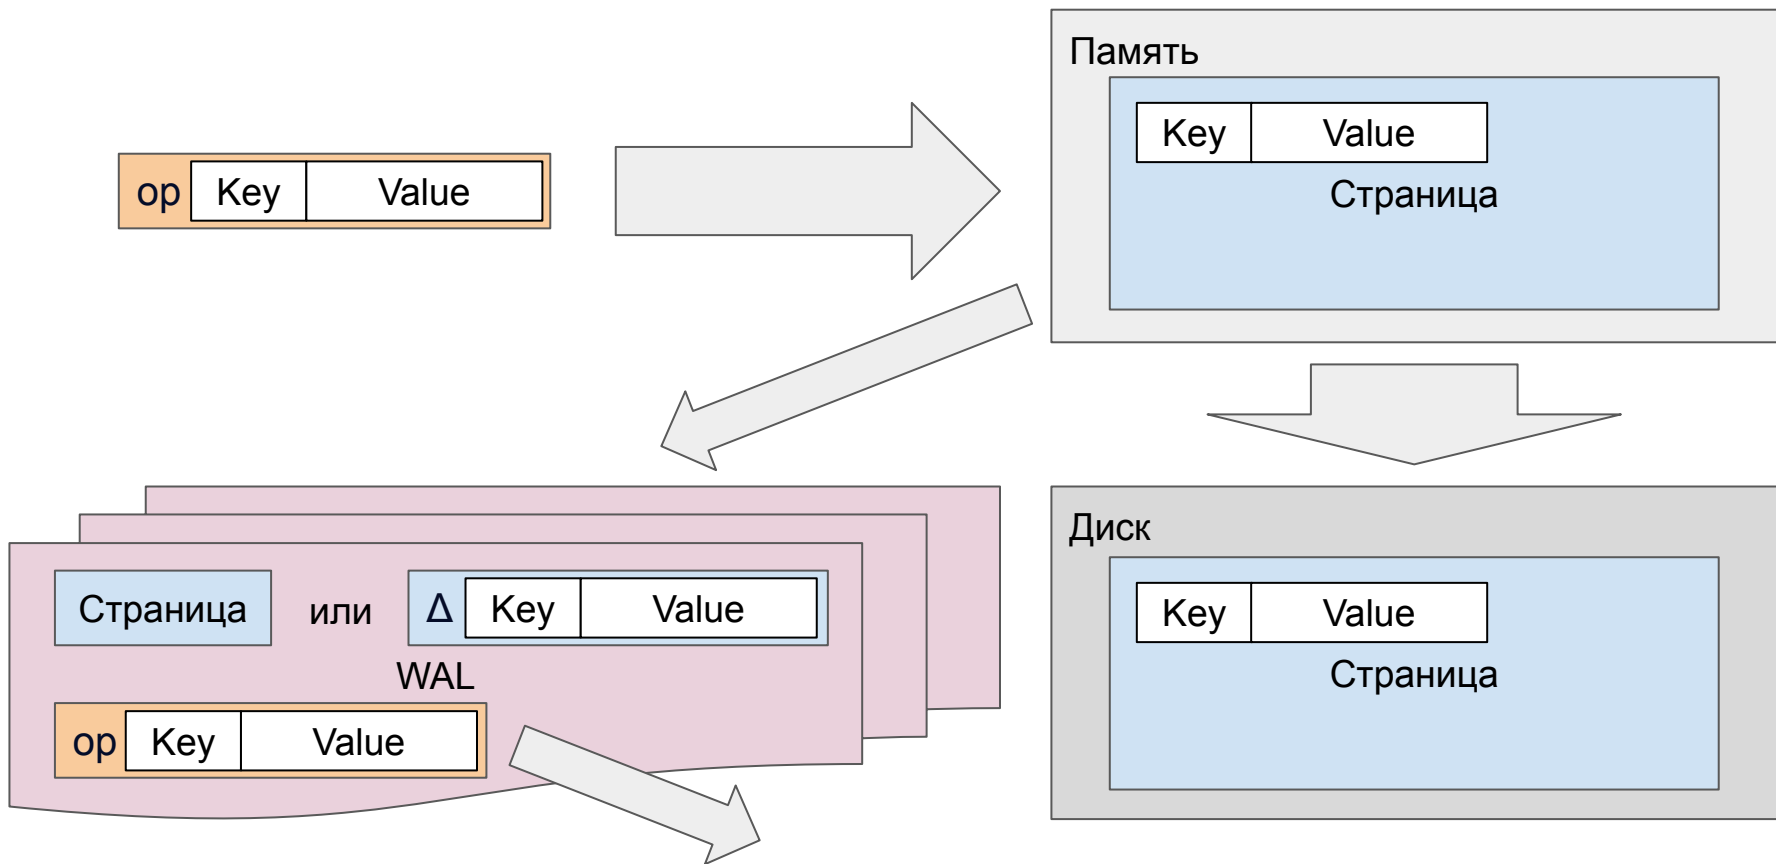 Память
Key Value
Страница
op Key Value
Диск
Key Value
Страница
Страница или Δ Key Value
WAL
op Key Value